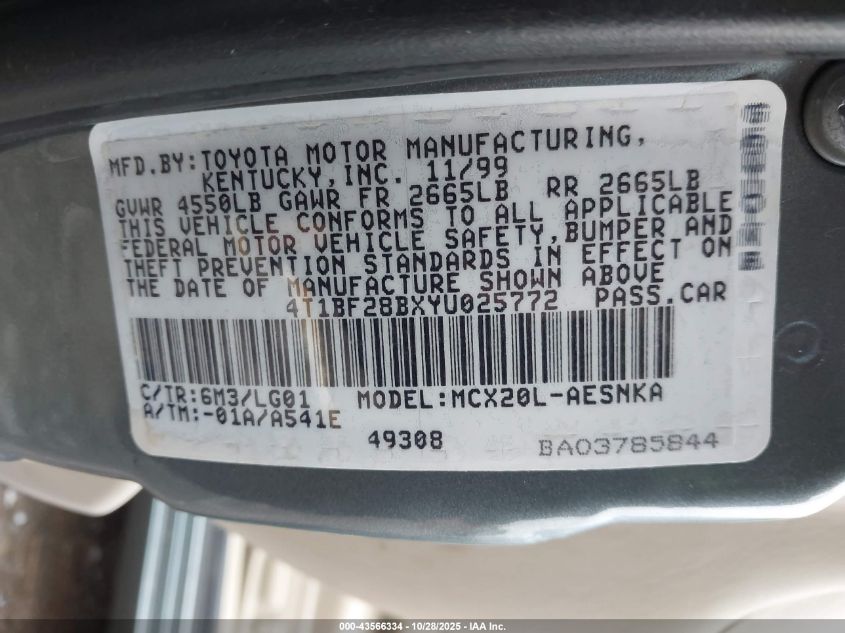 MFD.BY:TOYOTA MOTOR MANUFACTURING,
KENTUCKY,INC. 11/99
GVWR 4550LB GAWR FR 2665LB RR 2665LB
THIS VEHICLE CONFORMS TO ALL APPLICABLE
FEDERAL MOTOR VEHICLE SAFETY,BUMPER AND
THEFT PREVENTION STANDARDS IN EFFECT ON
THE DATE OF MANUFACTURE SHOWN ABOVE
4T1BF28BXYU025772 PASS.CAR
C/TR:6M3/LG01 MODEL:MCX20L-AESNKA
A/TM:-01A/A541E
49308 BA03785844
000-43566334 | 10/28/2025 - IAA Inc.